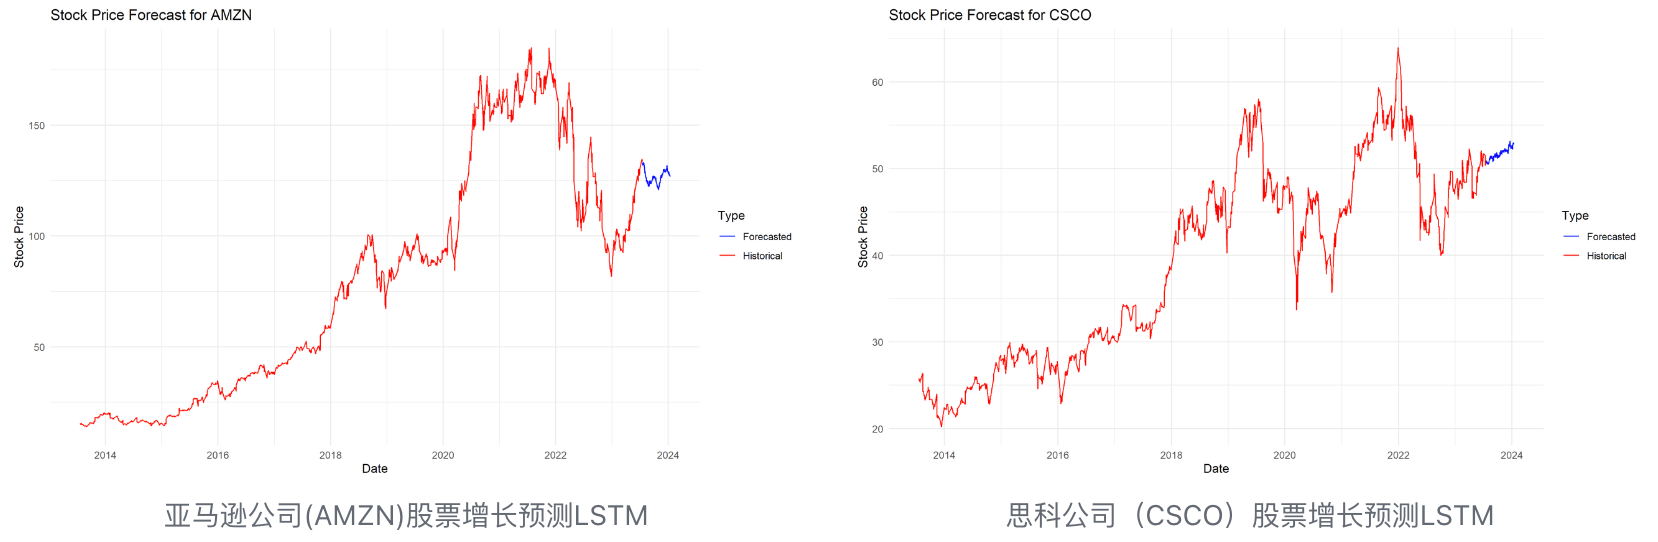 Stock Price Forecast for AMZN
150
100
50
Stock Price
2014 2016 2018 2020 2022 2024
Date
Type
Forecasted
Historical
亚马逊公司(AMZN)股票增长预测LSTM
Stock Price Forecast for CSCO
60
50
40
30
20
Stock Price
2014 2016 2018 2020 2022 2024
Date
Type
Forecasted
Historical
思科公司（CSCO）股票增长预测LSTM